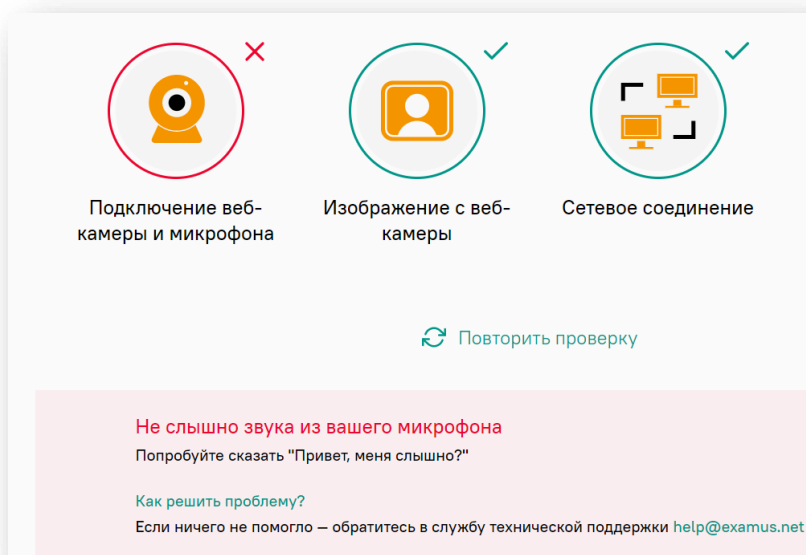 Подключение веб-
камеры и микрофона
Изображение с веб-
камеры
Сетевое соединение
Повторить проверку
Не слышно звука из вашего микрофона
Попробуйте сказать "Привет, меня слышно?"
Как решить проблему?
Если ничего не помогло — обратитесь в службу технической поддержки help@examus.net